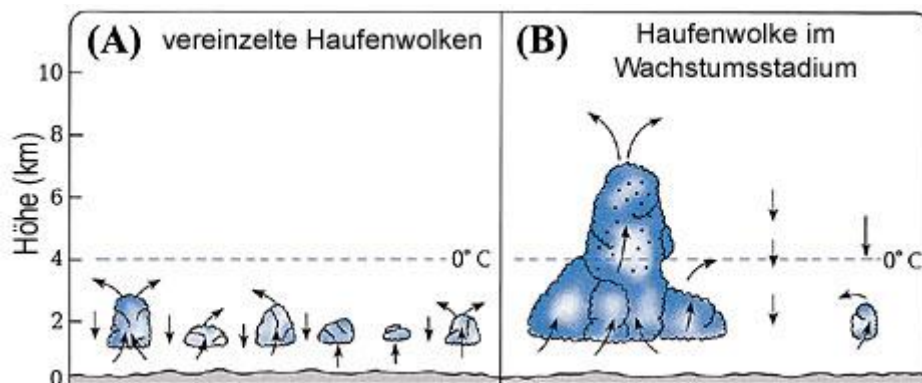 (A) vereinzelte Haufenwolken
(B) Haufenwolke im
Wachstumsstadium
Höhe (km)
10
8
6
4
2
0
0° C
0° C